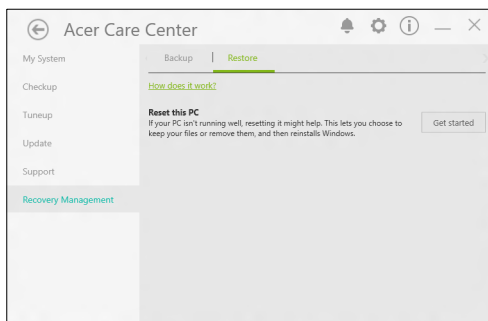 Acer Care Center
My System
Checkup
Tuneup
Update
Support
Recovery Management
Backup | Restore
How does it work?
Reset this PC
If your PC isn't running well, resetting it might help. This lets you choose to
keep your files or remove them, and then reinstalls Windows.
Get started